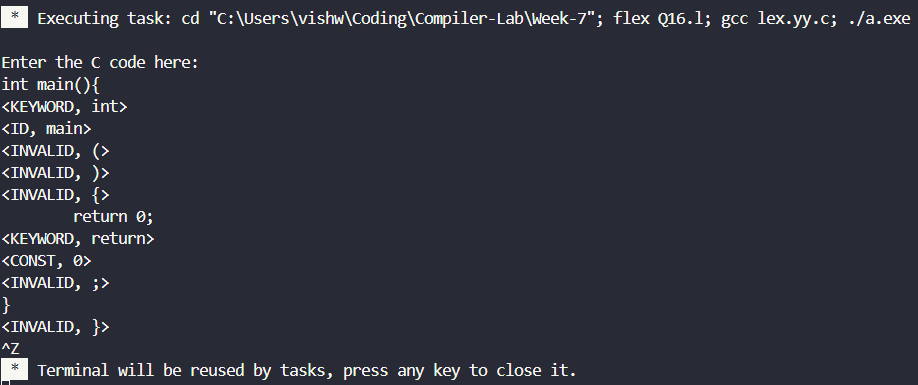 * Executing task: cd "C:\Users\vishw\Coding\Compiler-Lab\Week-7"; flex Q16.l; gcc lex.yy.c; ./a.exe
Enter the C code here:
int main(){
<KEYWORD, int>
<ID, main>
<INVALID, (>
<INVALID, )>
<INVALID, {>
        return 0;
<KEYWORD, return>
<CONST, 0>
<INVALID, ;>
}
<INVALID, }>
^Z
* Terminal will be reused by tasks, press any key to close it.